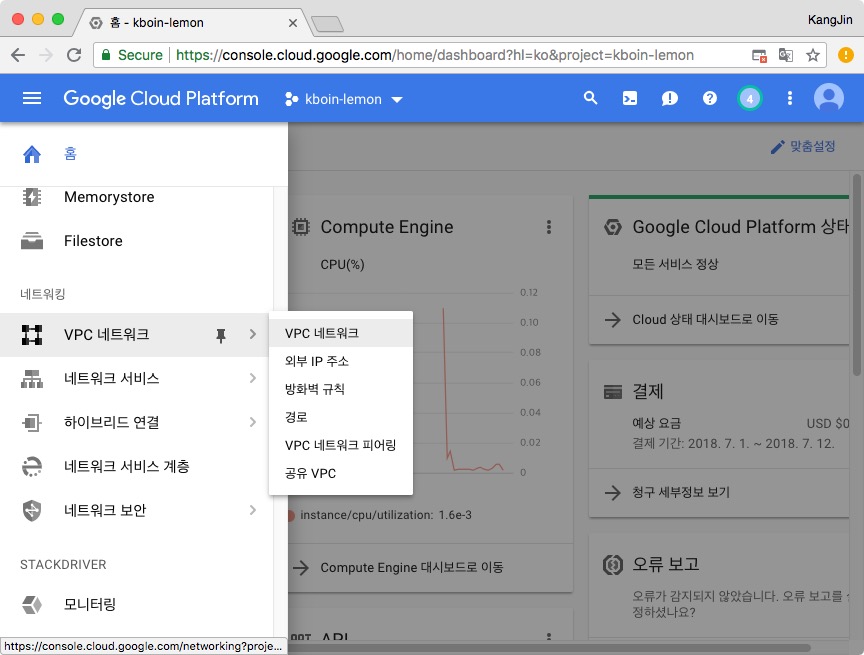 홈 - kboin-lemon
KangJin
Secure
https://console.cloud.google.com/home/dashboard?hl=ko&project=kboin-lemon
Google Cloud Platform
kboin-lemon
4
홈
맞춤설정
Memorystore
Filestore
네트워킹
VPC 네트워크
네트워크 서비스
하이브리드 연결
네트워크 서비스 계층
네트워크 보안
STACKDRIVER
모니터링
VPC 네트워크
외부 IP 주소
방화벽 규칙
경로
VPC 네트워크 피어링
공유 VPC
Compute Engine
CPU(%)
0.12
0.10
0.08
0.06
0.04
0.02
0
instance/cpu/utilization: 1.6e-3
Compute Engine 대시보드로 이동
API
Google Cloud Platform 상태
모든 서비스 정상
Cloud 상태 대시보드로 이동
결제
예상 요금
USD $0
결제 기간: 2018. 7. 1. ~ 2018. 7. 12.
청구 세부정보 보기
오류 보고
오류가 감지되지 않았습니다. 오류 보고를
정하셨나요?
https://console.cloud.google.com/networking?proje...